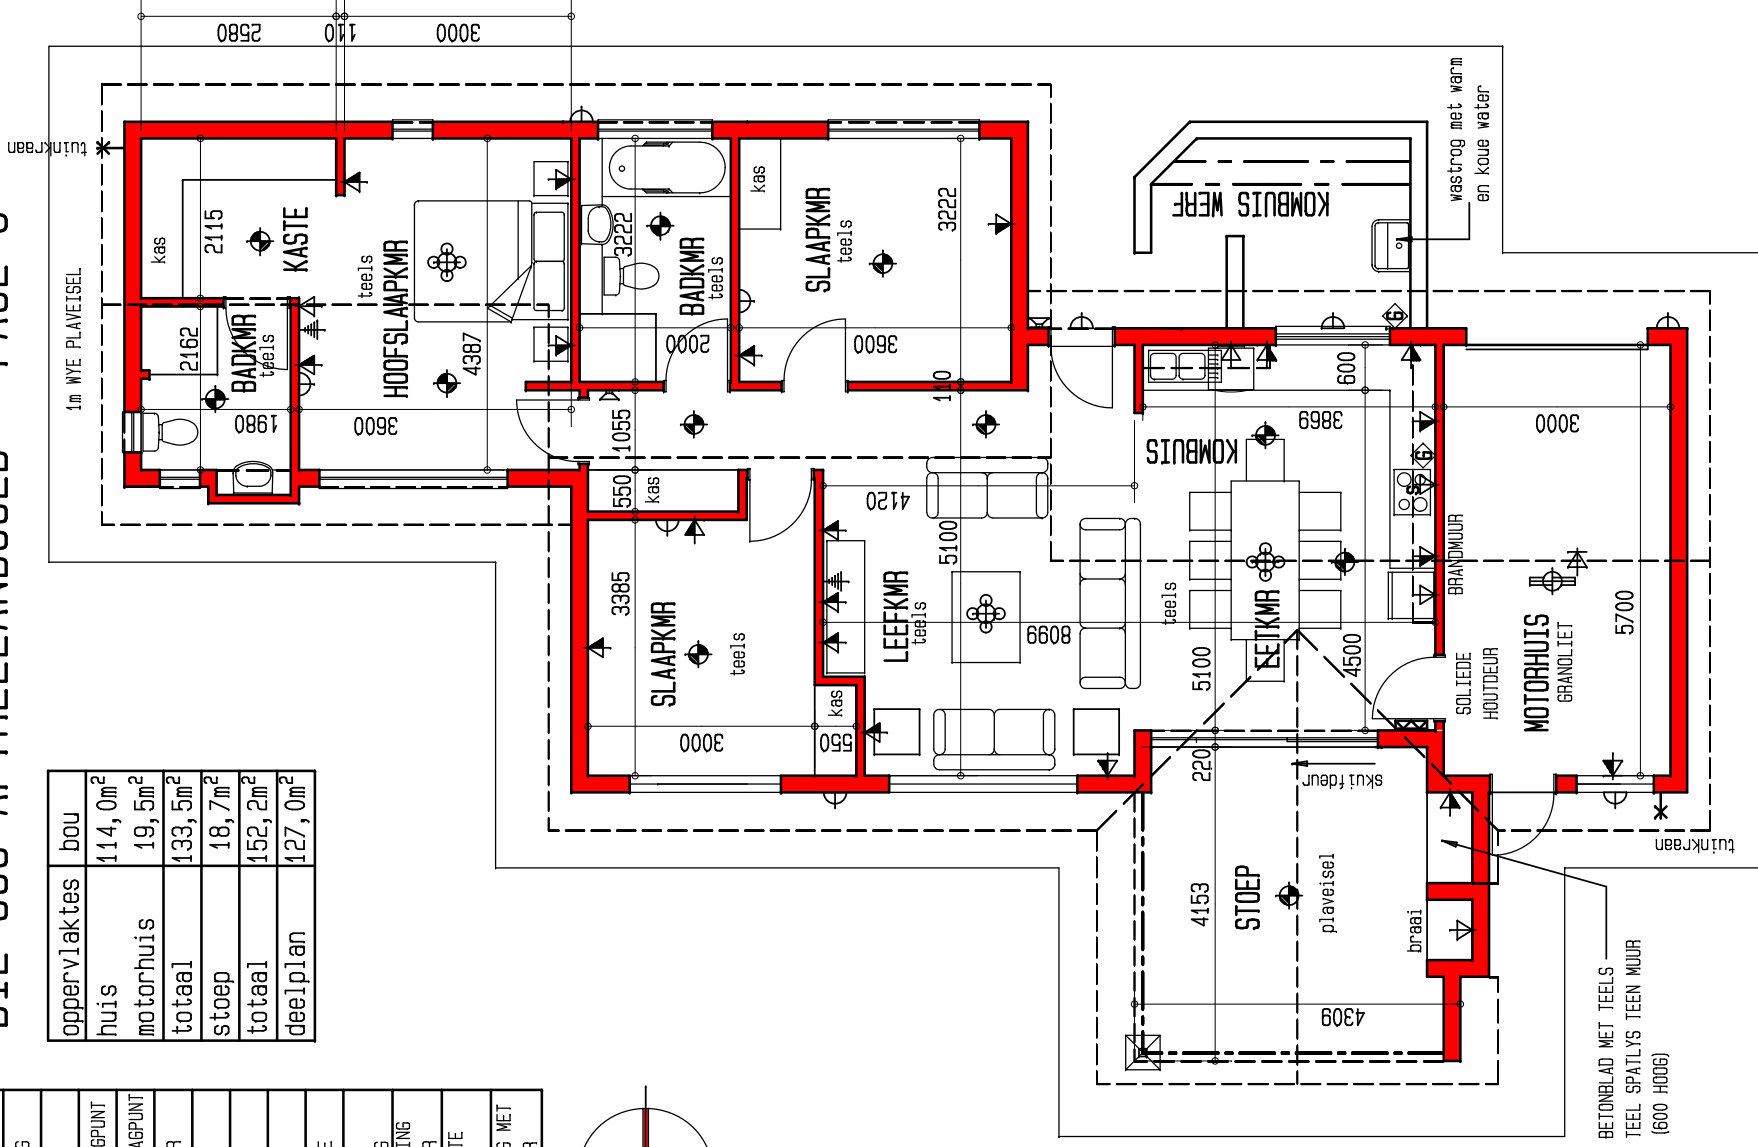 2580
110
3000
tuinkraan
1m WYE PLAVEISEL
kas
2115
KASTE
teels
HOOFSLAAPKMR
4387
3600
2162
BADKMR
teels
1980
3222
BADKMR
teels
2000
kas
SLAAPKMR
teels
3222
3600
110
1055
550
kas
3385
SLAAPKMR
teels
3000
550
kas
4120
5100
LEEFKMR
teels
8099
teels
KOMBUIS
3869
600
EETKMR
5100
4500
220
skuifdeur
KOMBUIS WERF
wastrog met warm
en koue water
G
G
S
BRANDMUUR
3000
5700
MOTORHUIS
GRANOLIET
SOLIEDE
HOUTDEUR
tuinkraan
4153
STOEP
plaveisel
braai
4309
BETONBLAD MET TEELS
TEEL SPATLYS TEEN MUUR
(600 HOOG)
oppervlaktes bou
huis 114,0m²
motorhuis 19,5m²
totaal 133,5m²
stoep 18,7m²
totaal 152,2m²
deelplan 127,0m²